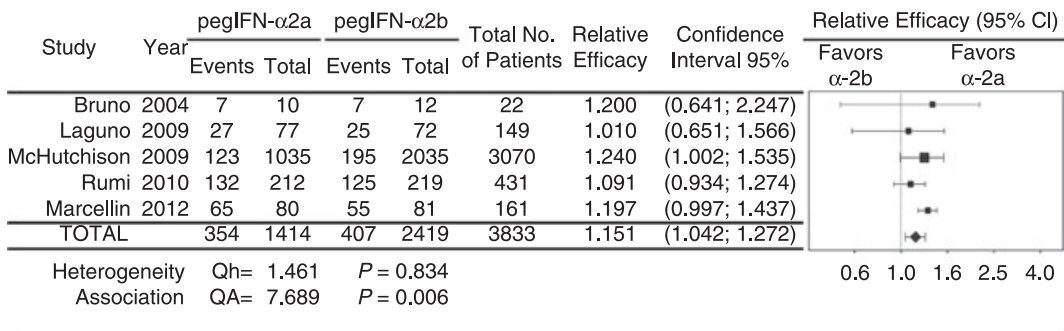 Study Year pegIFN-α2a pegIFN-α2b Total No. of Patients Relative Efficacy Confidence Interval 95% Relative Efficacy (95% CI)
Events Total Events Total Favors α-2b Favors α-2a
Bruno 2004 7 10 7 12 22 1.200 (0.641; 2.247)
Laguno 2009 27 77 25 72 149 1.010 (0.651; 1.566)
McHutchison 2009 123 1035 195 2035 3070 1.240 (1.002; 1.535)
Rumi 2010 132 212 125 219 431 1.091 (0.934; 1.274)
Marcellin 2012 65 80 55 81 161 1.197 (0.997; 1.437)
TOTAL 354 1414 407 2419 3833 1.151 (1.042; 1.272)
Heterogeneity Qh= 1.461 P = 0.834
Association QA= 7.689 P = 0.006
0.6 1.0 1.6 2.5 4.0